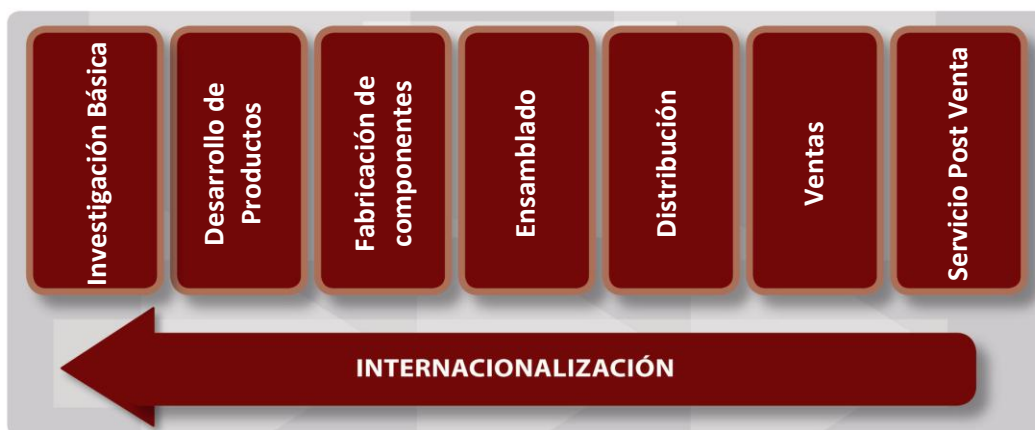 Investigación Básica
Desarrollo de
Productos
Fabricación de
componentes
Ensamblado
Distribución
Ventas
Servicio Post Venta
INTERNACIONALIZACIÓN